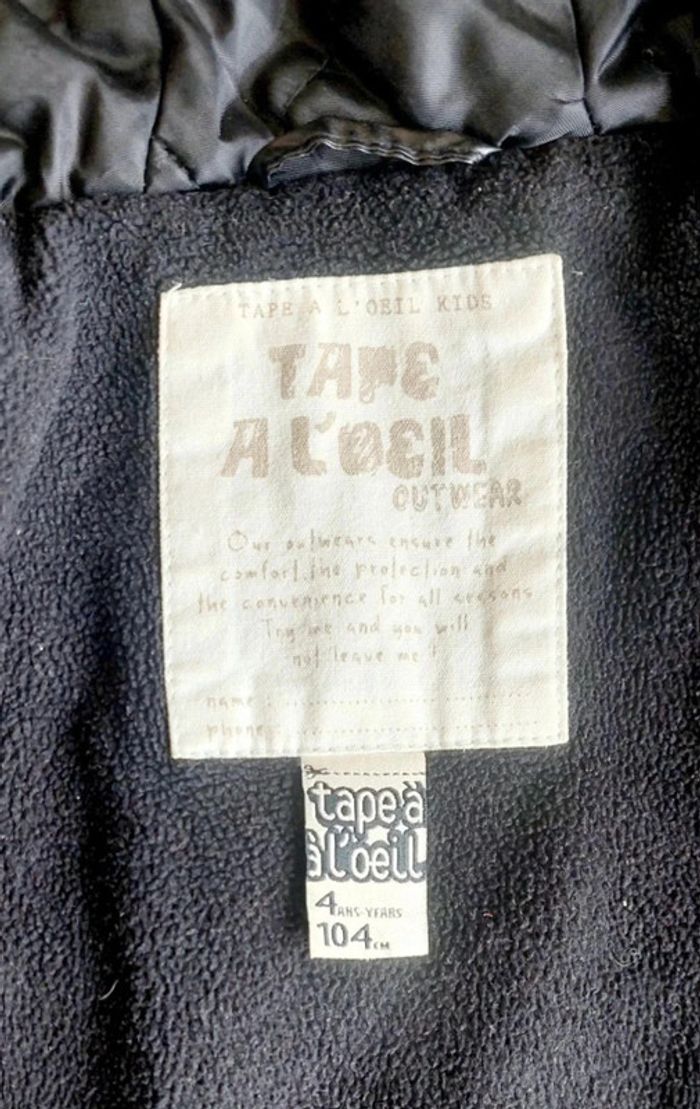 TAPE A L'OEIL KIDS
TAPE
A L'OEIL
OUTWEAR
Our outwears ensure the
comfort, the protection and
the convenience for all seasons
Try me and you will
not leave me !
name :
phone :
tape à
à l'oeil
4 ANS-YEARS
104 CM